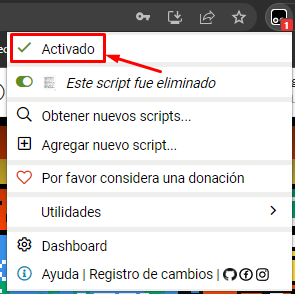 1
Activado
Este script fue eliminado
Obtener nuevos scripts...
Agregar nuevo script...
Por favor considera una donación
Utilidades
Dashboard
Ayuda | Registro de cambios |